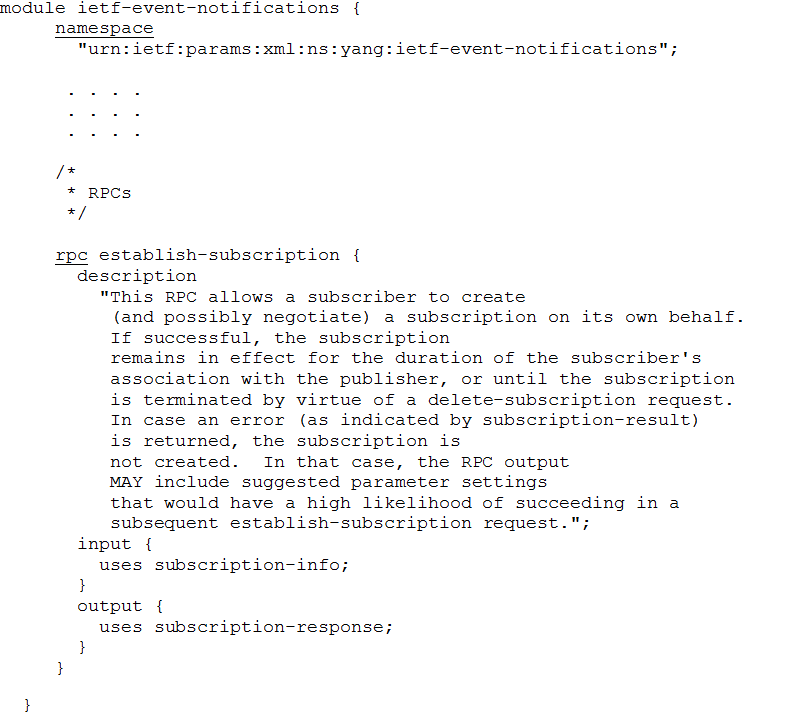 module ietf-event-notifications {
namespace
"urn:ietf:params:xml:ns:yang:ietf-event-notifications";
. . . .
. . . .
. . . .
/*
* RPCs
*/
rpc establish-subscription {
description
"This RPC allows a subscriber to create
(and possibly negotiate) a subscription on its own behalf.
If successful, the subscription
remains in effect for the duration of the subscriber's
association with the publisher, or until the subscription
is terminated by virtue of a delete-subscription request.
In case an error (as indicated by subscription-result)
is returned, the subscription is
not created.  In that case, the RPC output
MAY include suggested parameter settings
that would have a high likelihood of succeeding in a
subsequent establish-subscription request.";
input {
uses subscription-info;
}
output {
uses subscription-response;
}
}
}